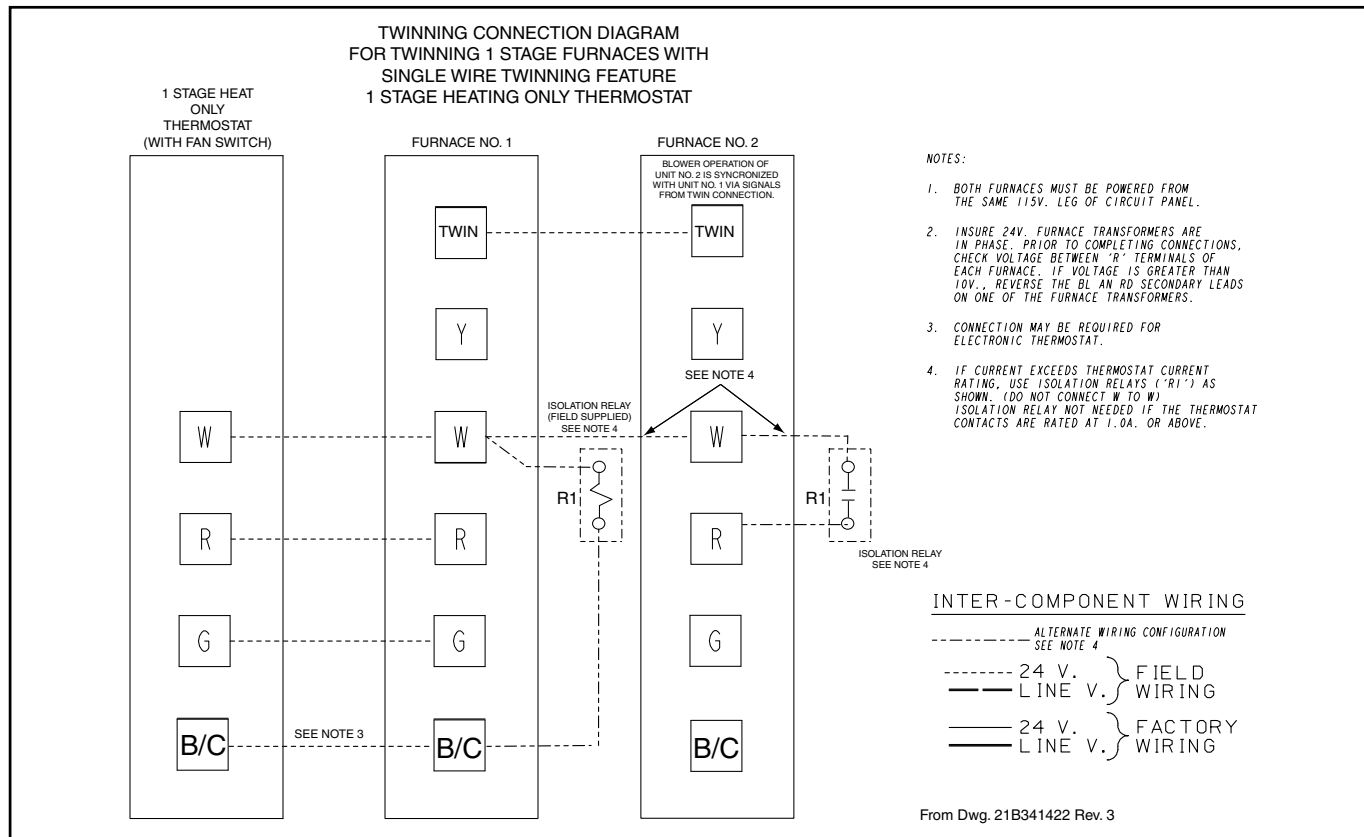 TWINNING CONNECTION DIAGRAM
FOR TWINNING 1 STAGE FURNACES WITH
SINGLE WIRE TWINNING FEATURE
1 STAGE HEATING ONLY THERMOSTAT
1 STAGE HEAT
ONLY
THERMOSTAT
(WITH FAN SWITCH)
W
R
G
B/C
SEE NOTE 3
FURNACE NO. 1
TWIN
Y
W
R
G
B/C
ISOLATION RELAY
(FIELD SUPPLIED)
SEE NOTE 4
R1
FURNACE NO. 2
BLOWER OPERATION OF
UNIT NO. 2 IS SYNCRONIZED
WITH UNIT NO. 1 VIA SIGNALS
FROM TWIN CONNECTION.
TWIN
Y
SEE NOTE 4
W
R
G
B/C
R1
ISOLATION RELAY
SEE NOTE 4
NOTES:
1. BOTH FURNACES MUST BE POWERED FROM
THE SAME 115V. LEG OF CIRCUIT PANEL.
2. INSURE 24V. FURNACE TRANSFORMERS ARE
IN PHASE. PRIOR TO COMPLETING CONNECTIONS,
CHECK VOLTAGE BETWEEN 'R' TERMINALS OF
EACH FURNACE. IF VOLTAGE IS GREATER THAN
10V., REVERSE THE BL AN RD SECONDARY LEADS
ON ONE OF THE FURNACE TRANSFORMERS.
3. CONNECTION MAY BE REQUIRED FOR
ELECTRONIC THERMOSTAT.
4. IF CURRENT EXCEEDS THERMOSTAT CURRENT
RATING, USE ISOLATION RELAYS ('R1') AS
SHOWN. (DO NOT CONNECT W TO W)
ISOLATION RELAY NOT NEEDED IF THE THERMOSTAT
CONTACTS ARE RATED AT 1.0A. OR ABOVE.
INTER-COMPONENT WIRING
ALTERNATE WIRING CONFIGURATION
SEE NOTE 4
24 V.
LINE V.
FIELD
WIRING
24 V.
LINE V.
FACTORY
WIRING
From Dwg. 21B341422 Rev. 3